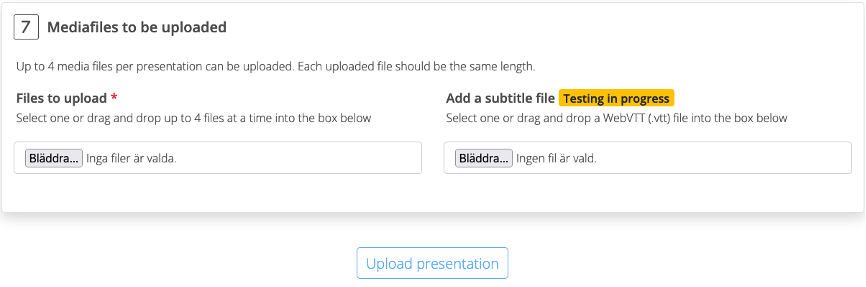 7 Mediafiles to be uploaded
Up to 4 media files per presentation can be uploaded. Each uploaded file should be the same length.
Files to upload *
Select one or drag and drop up to 4 files at a time into the box below
Bläddra... Inga filer är valda.
Add a subtitle file Testing in progress
Select one or drag and drop a WebVTT (.vtt) file into the box below
Bläddra... Ingen fil är vald.
Upload presentation